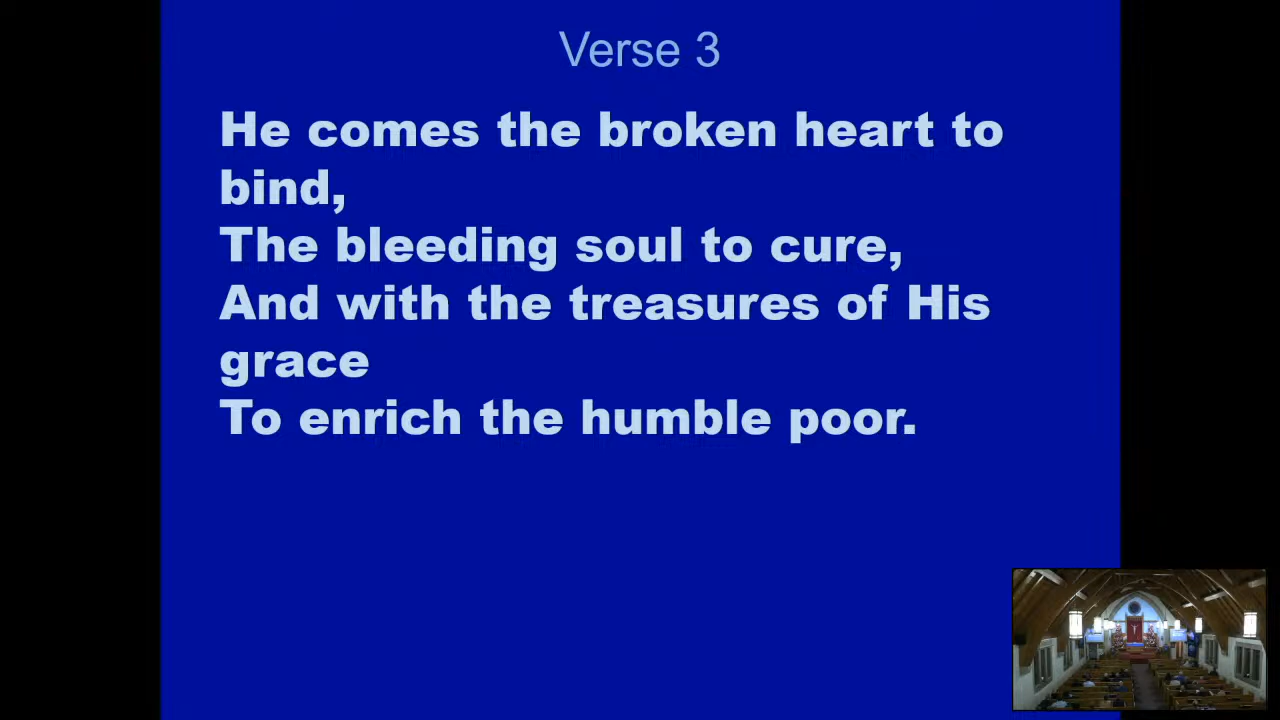 Verse 3
He comes the broken heart to
bind,
The bleeding soul to cure,
And with the treasures of His
grace
To enrich the humble poor.